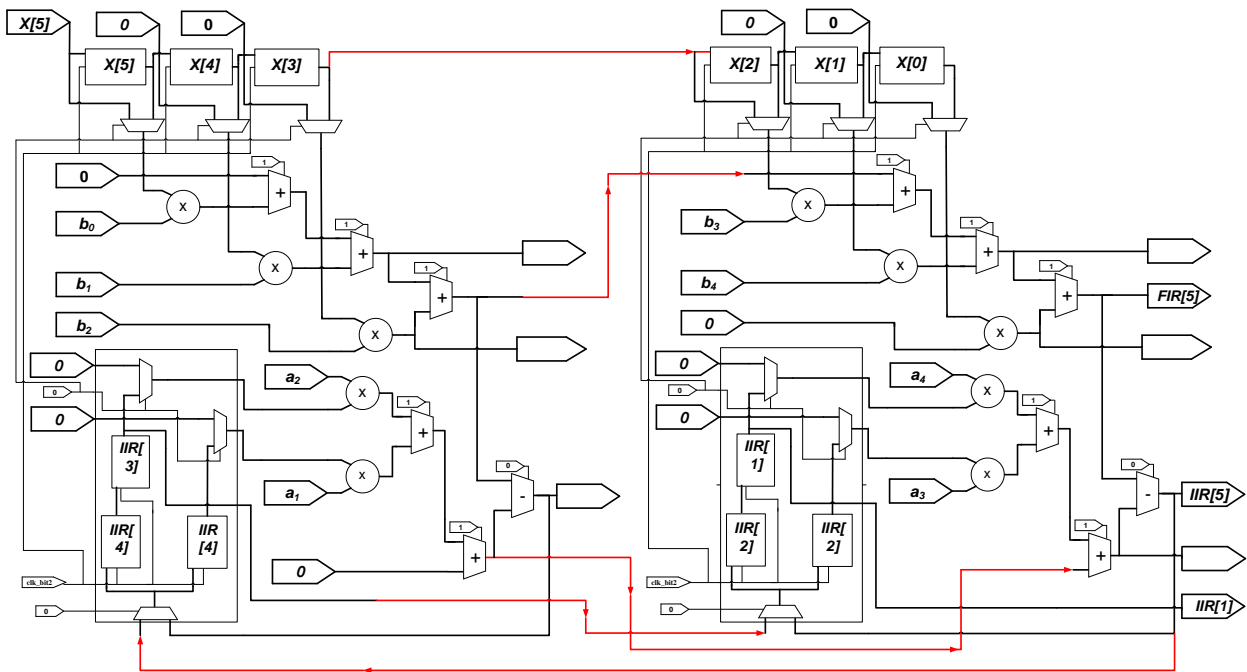 X[5] 0 0 0 0
X[5] X[4] X[3] X[2] X[1] X[0]
1 1
0 + +
x x
b0 1 b3 1
+ +
x x
b1 1 b4 1
+ + FIR[5]
b2 x 0 x
0 a2 0 a4
0 x 1 0 x 1
0 + 0 +
IIR[
3] x IIR[
1] x
a1 0 a3 0
- - IIR[5]
IIR[
4] IIR
[4] 1 IIR[
2] IIR[
2] 1
+ +
clk_bit2 0 clk_bit2
0 0 IIR[1]